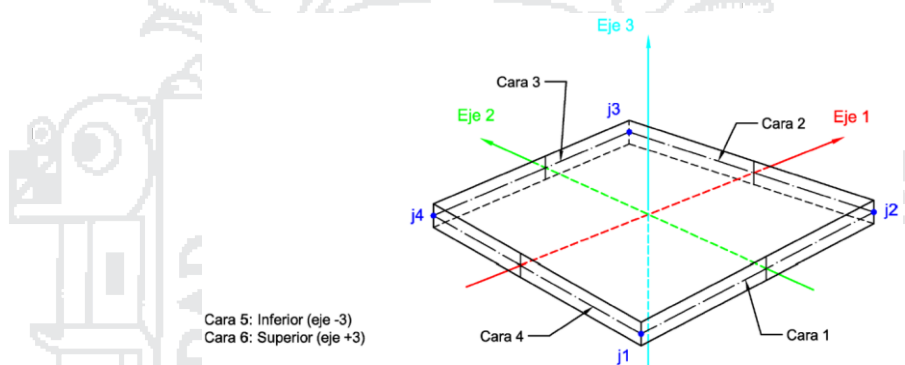 Eje 3
Cara 3
j3
Eje 2
Eje 1
Cara 2
j4
j2
Cara 5: Inferior (eje -3)
Cara 6: Superior (eje +3)
Cara 4
Cara 1
j1